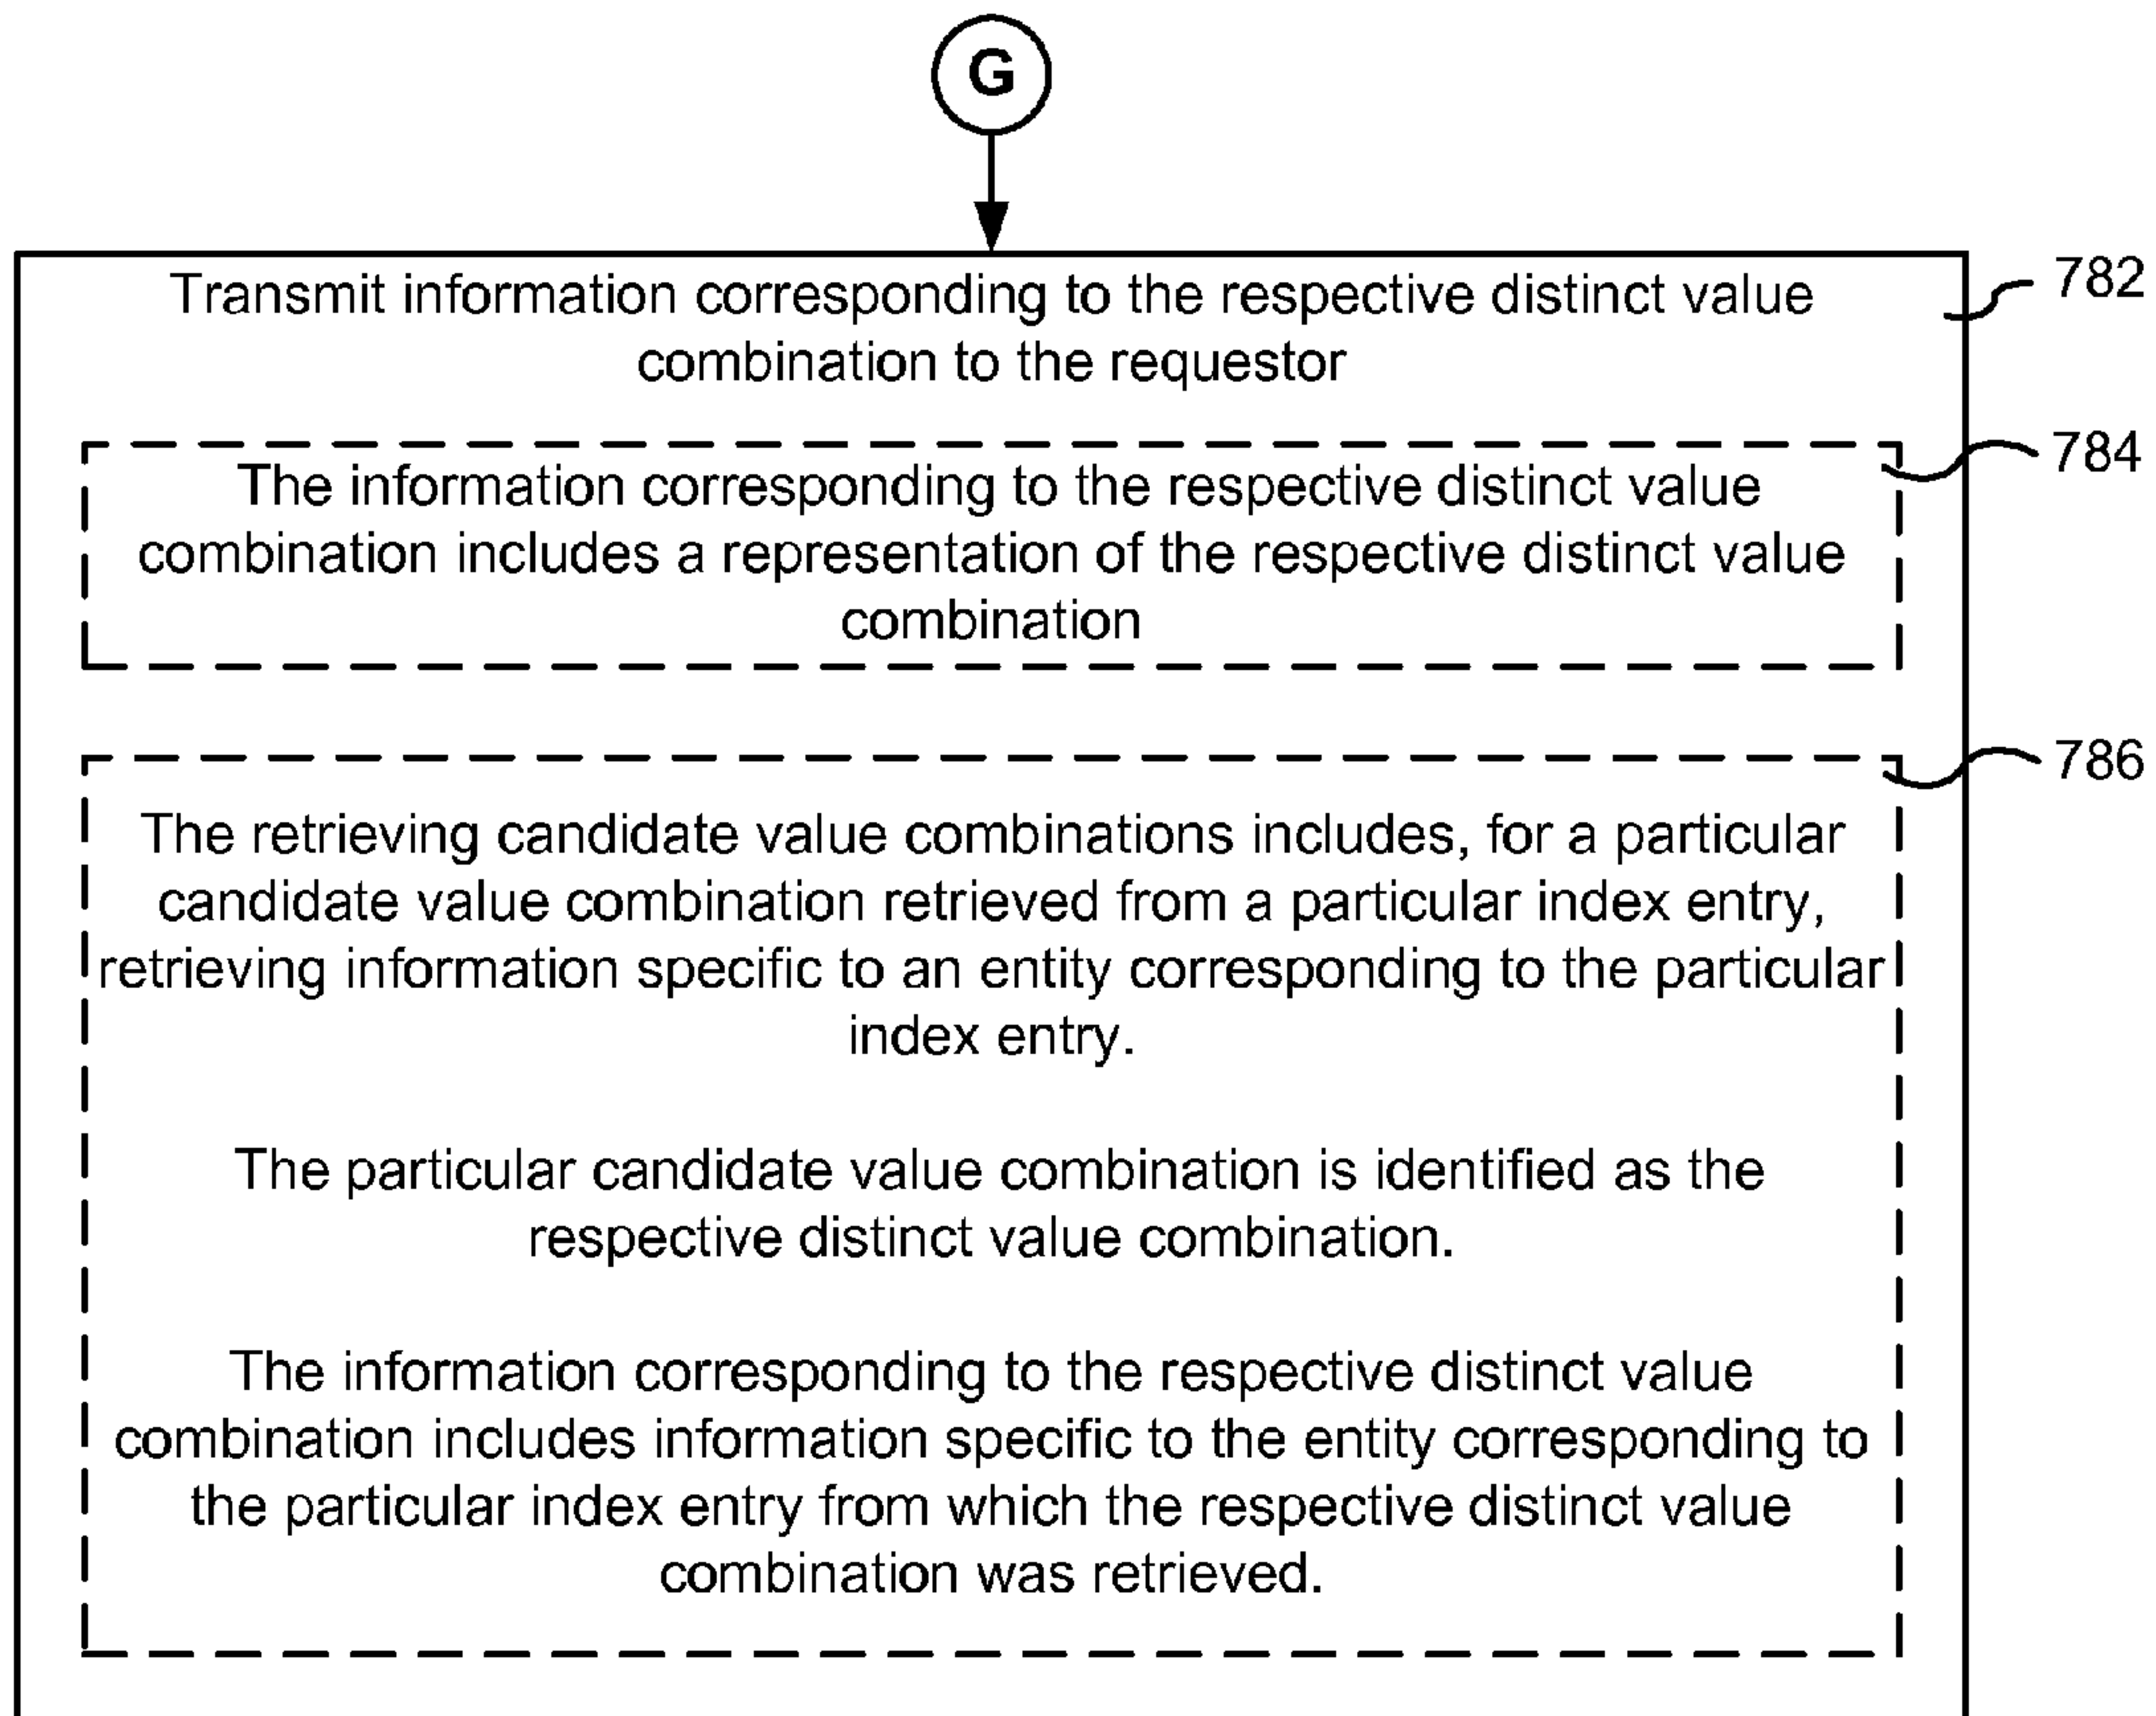 G
Transmit information corresponding to the respective distinct value
combination to the requestor
782
The information corresponding to the respective distinct value
combination includes a representation of the respective distinct value
combination
784
The retrieving candidate value combinations includes, for a particular
candidate value combination retrieved from a particular index entry,
retrieving information specific to an entity corresponding to the particular
index entry.
786
The particular candidate value combination is identified as the
respective distinct value combination.
The information corresponding to the respective distinct value
combination includes information specific to the entity corresponding to
the particular index entry from which the respective distinct value
combination was retrieved.